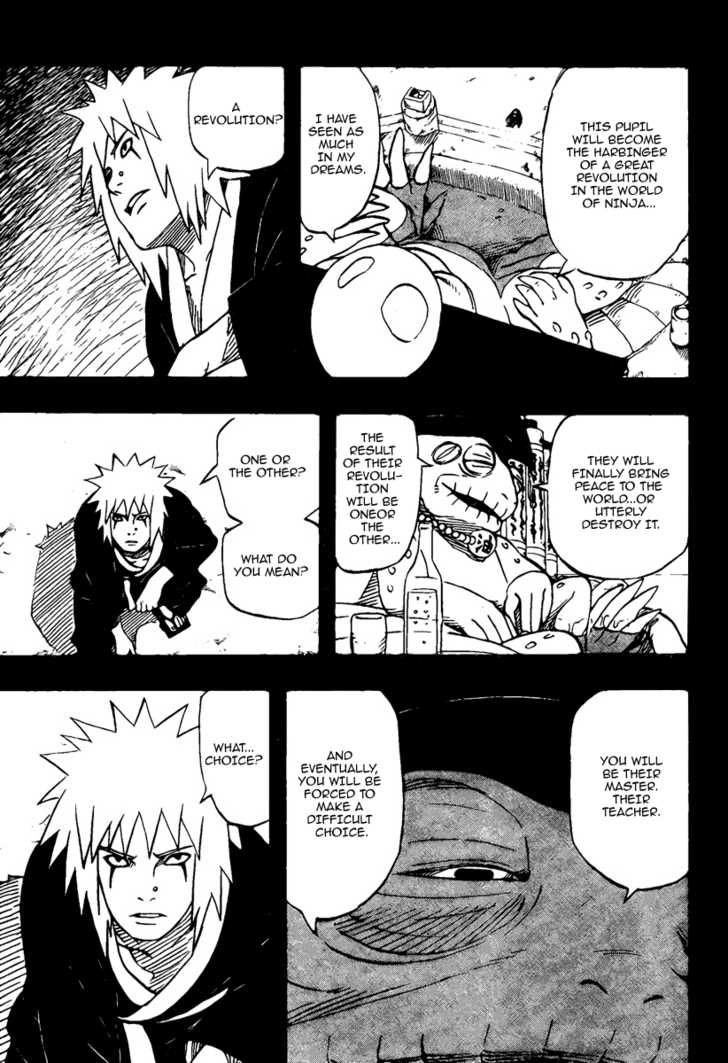 THIS PUPIL
WILL BECOME
THE HARBINGER
OF A GREAT
REVOLUTION
IN THE WORLD
OF NINJA...
I HAVE
SEEN AS
MUCH
IN MY
DREAMS.
A
REVOLUTION?
THEY WILL
FINALLY BRING
PEACE TO THE
WORLD...OR
UTTERLY
DESTROY IT.
THE
RESULT
OF THEIR
REVOLU-
TION
WILL BE
ONEOR
THE
OTHER...
ONE OR
THE OTHER?
WHAT DO
YOU MEAN?
YOU WILL
BE THEIR
MASTER.
THEIR
TEACHER.
AND
EVENTUALLY,
YOU WILL BE
FORCED TO
MAKE A
DIFFICULT
CHOICE.
WHAT...
CHOICE?